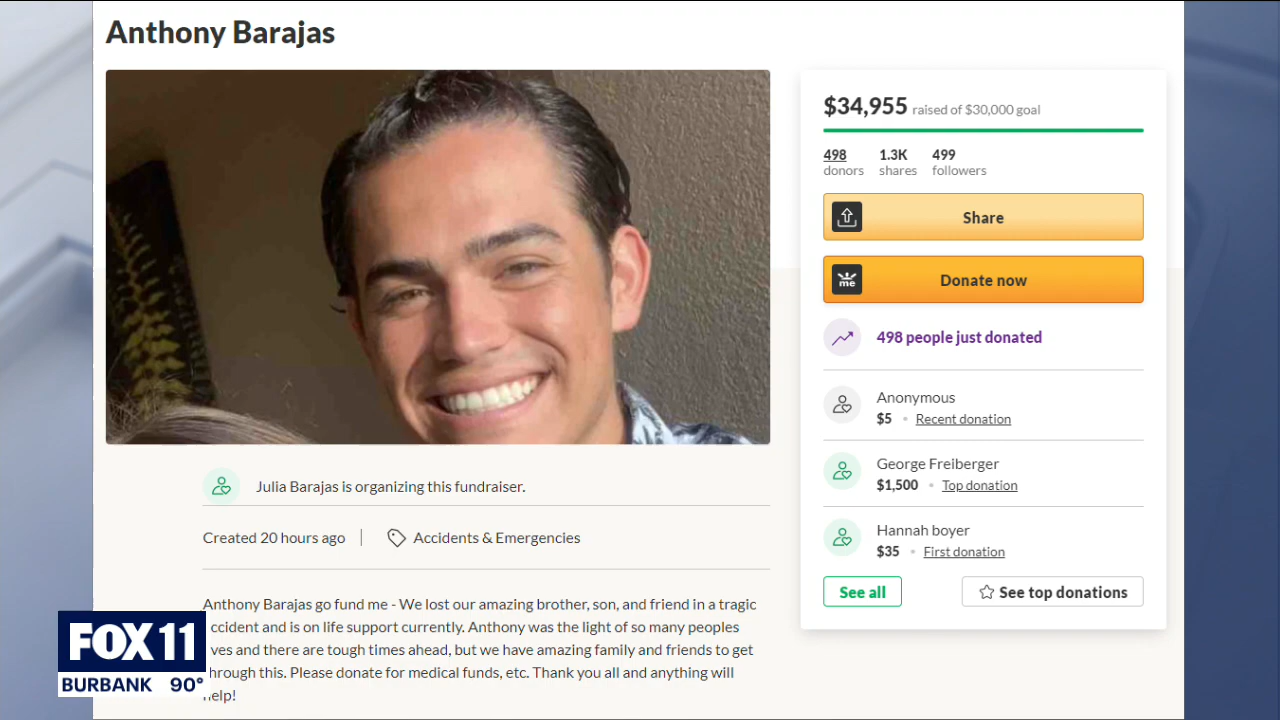 Anthony Barajas
$34,955 raised of $30,000 goal
498 1.3K 499
donors shares followers
Share
me Donate now
498 people just donated
Anonymous
$5 • Recent donation
George Freiberger
$1,500 • Top donation
Hannah boyer
$35 • First donation
See all See top donations
Julia Barajas is organizing this fundraiser.
Created 20 hours ago | Accidents & Emergencies
Anthony Barajas go fund me - We lost our amazing brother, son, and friend in a tragic
ccident and is on life support currently. Anthony was the light of so many peoples
ves and there are tough times ahead, but we have amazing family and friends to get
hrough this. Please donate for medical funds, etc. Thank you all and anything will
elp!
FOX 11
BURBANK 90°